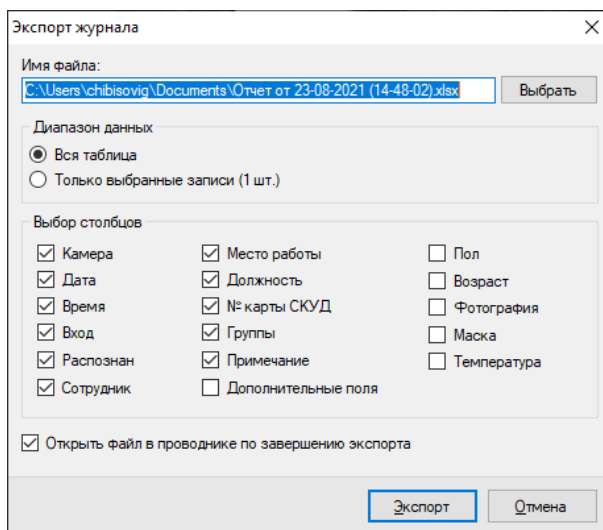 Экспорт журнала
Имя файла:
C:\Users\chibisovig\Documents\Отчет от 23-08-2021 (14-48-02).xlsx
Выбрать
Диапазон данных
Вся таблица
Только выбранные записи (1 шт.)
Выбор столбцов
Камера Место работы Пол
Дата Должность Возраст
Время № карты СКУД Фотография
Вход Группы Маска
Распознан Примечание Температура
Сотрудник Дополнительные поля
Открыть файл в проводнике по завершению экспорта
Экспорт Отмена